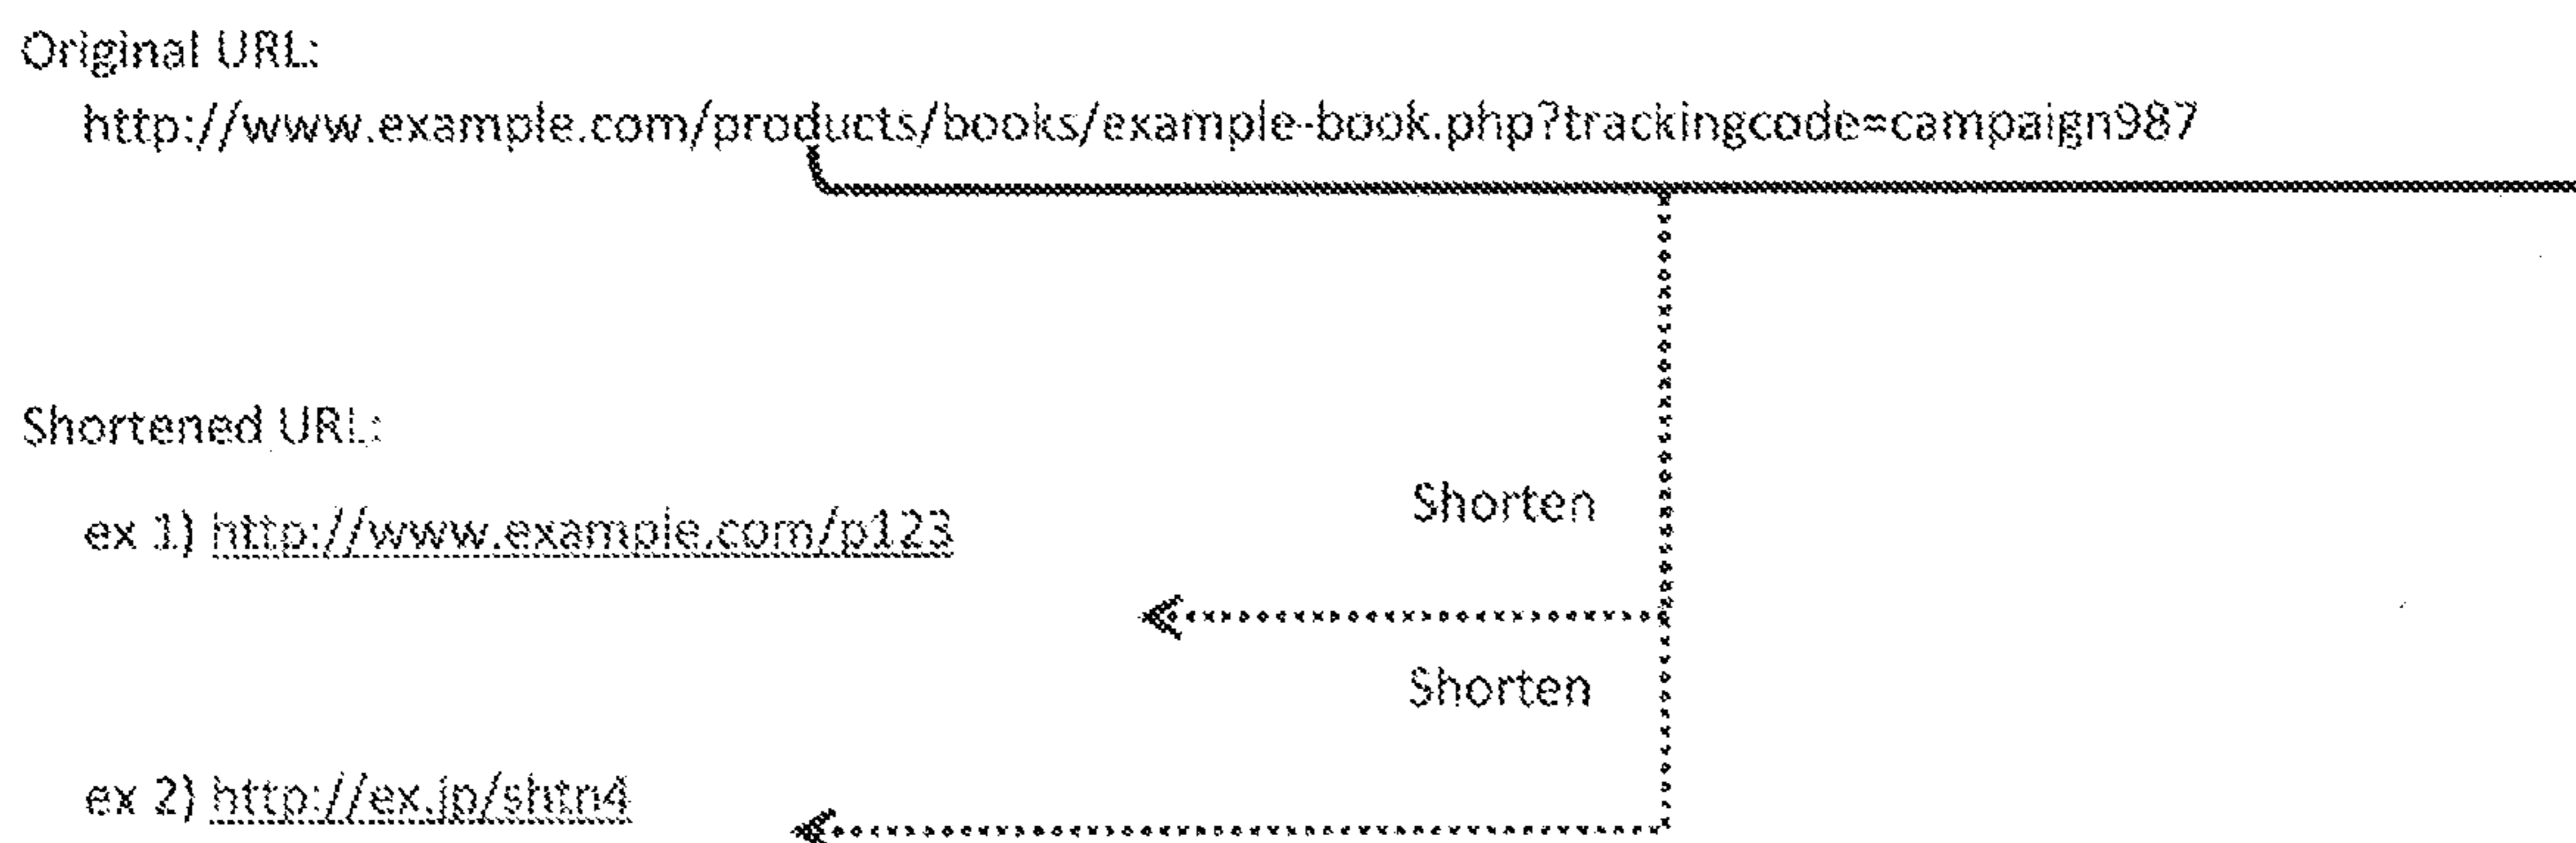 Original URL:
http://www.example.com/products/books/example-book.php?trackingcode=campaign987
Shortened URL:
Shorten
ex 1) http://www.example.com/p123
Shorten
ex 2) http://ex.jp/shtn4